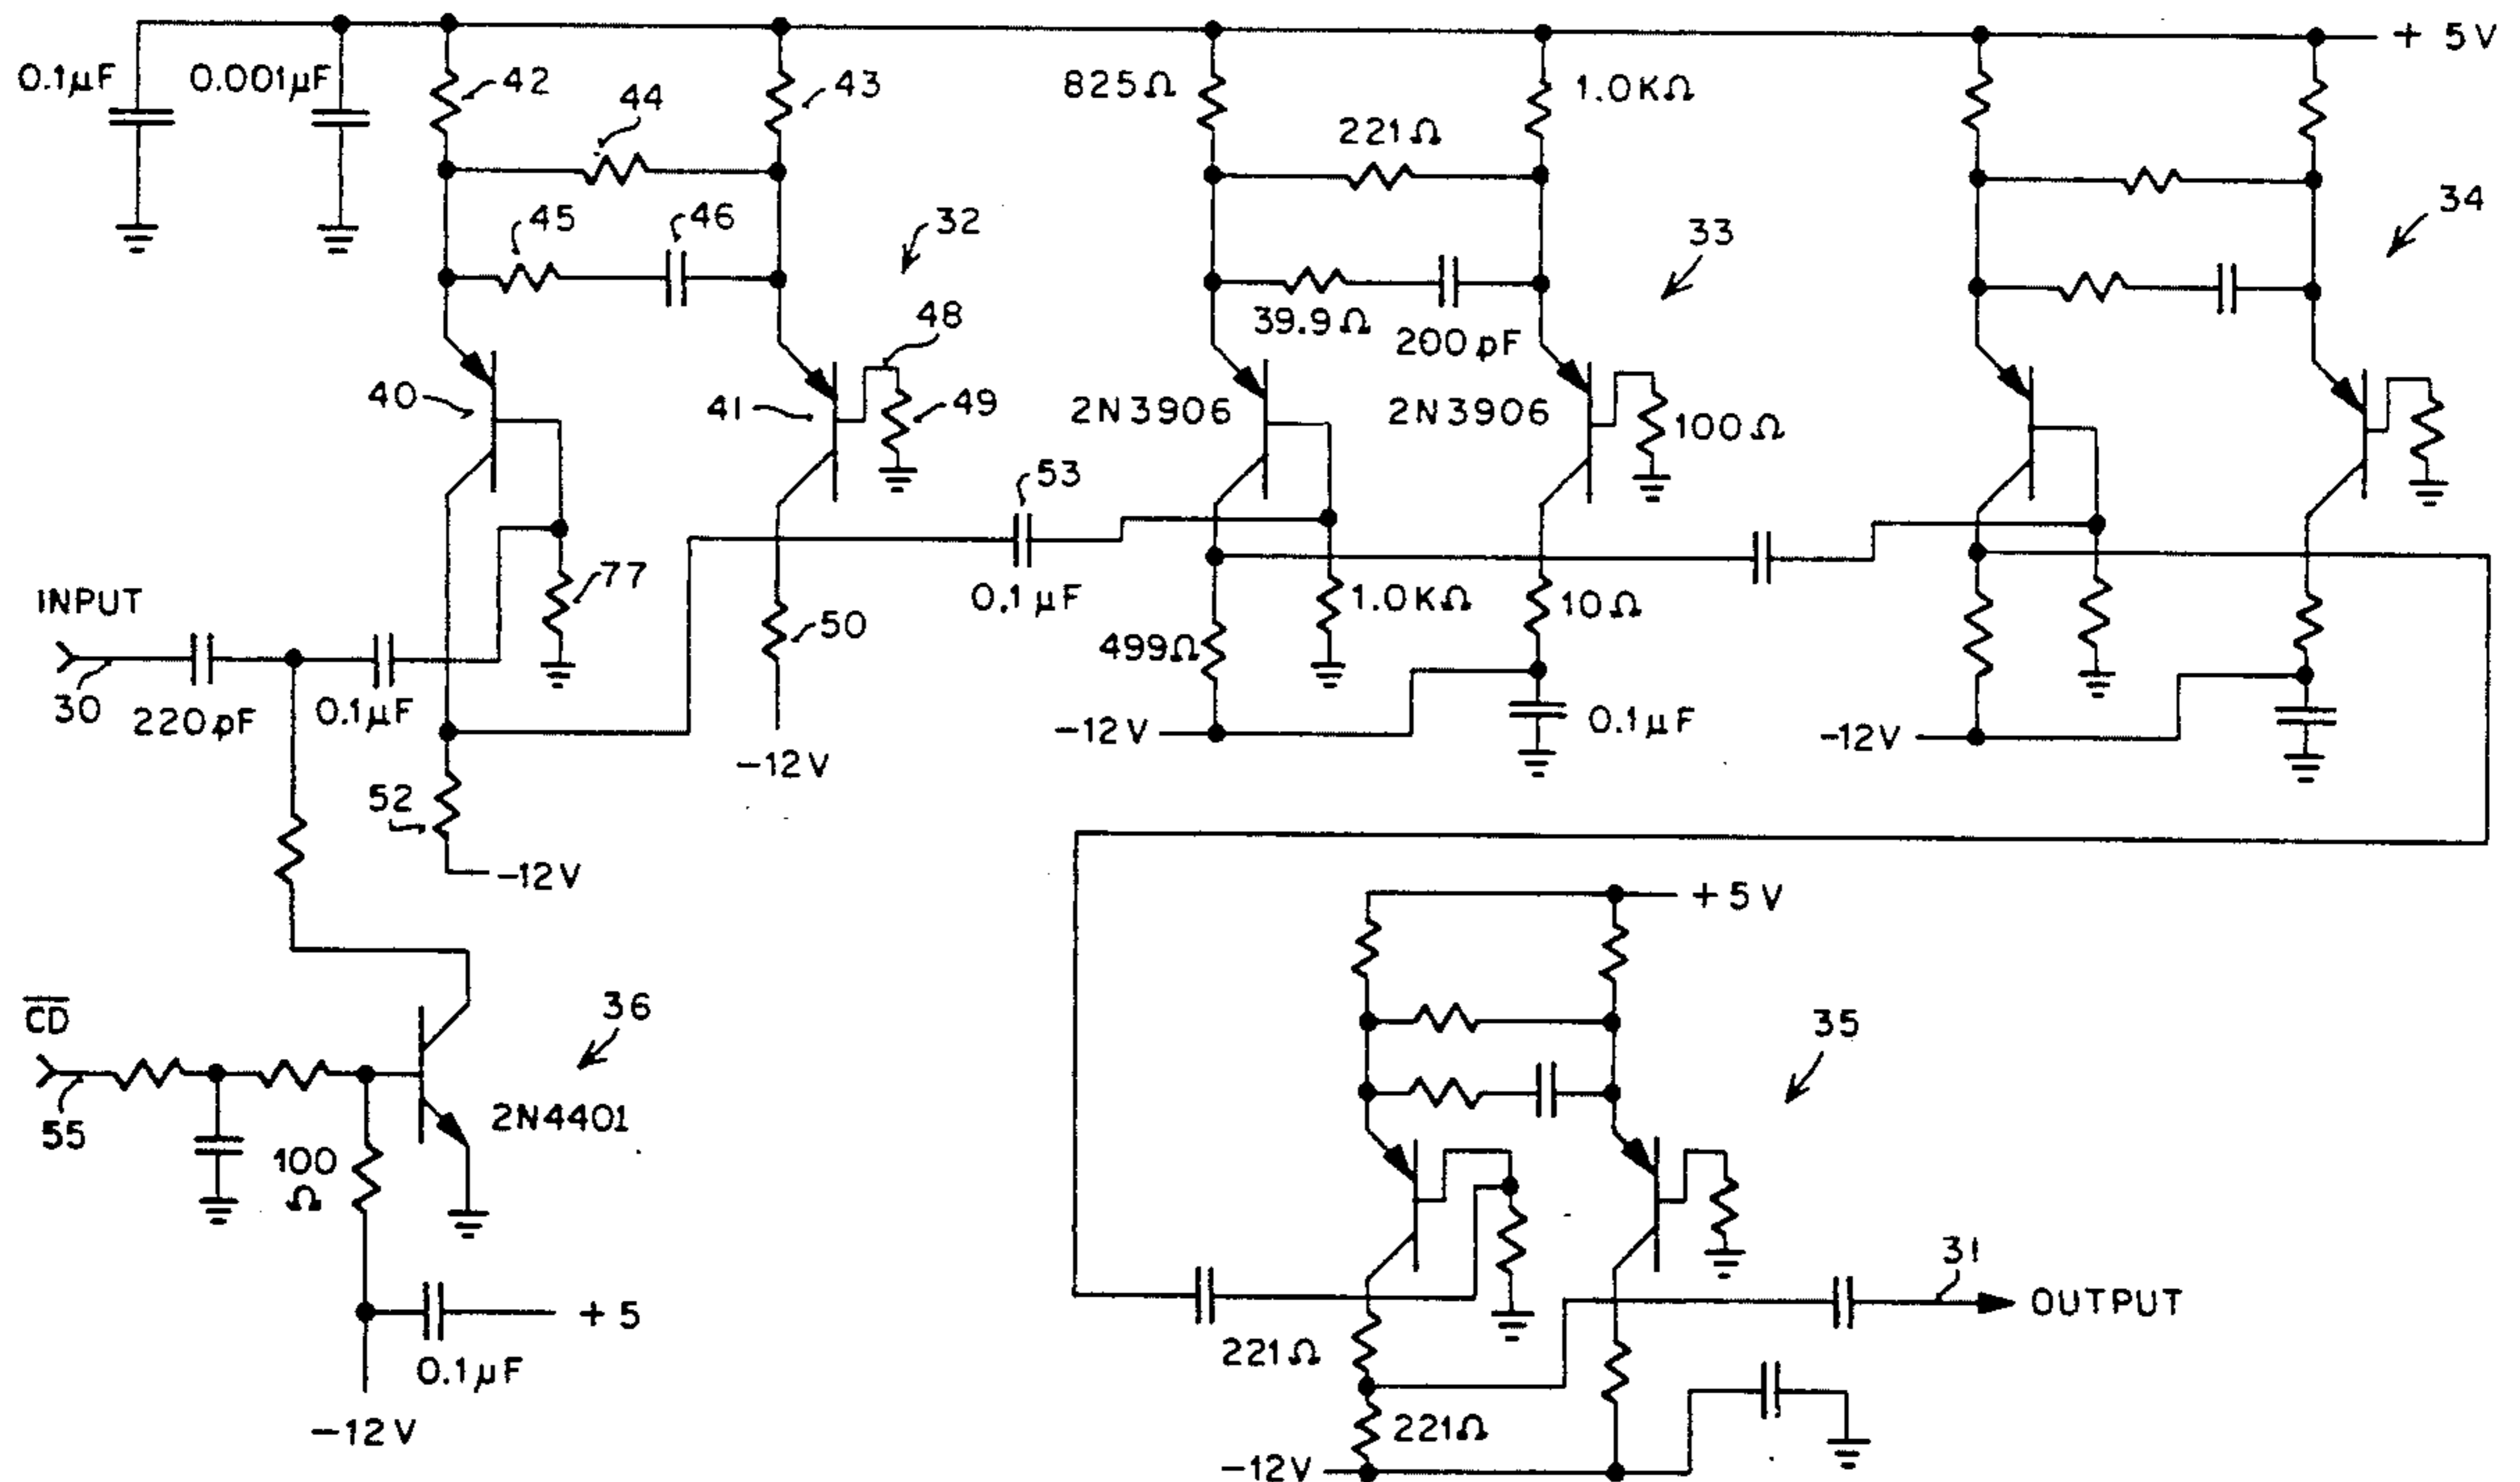 + 5V
0.1µF
0.001µF
42
43
44
45
46
32
825Ω
1.0KΩ
221Ω
33
34
39.9Ω
200pF
48
40
41
49
2N3906
2N3906
100Ω
53
0.1µF
77
50
1.0KΩ
10Ω
499Ω
INPUT
30
220pF
0.1µF
-12V
-12V
0.1µF
-12V
52
-12V
+5V
CD
36
35
55
2N4401
100
Ω
+5
0.1µF
-12V
31
OUTPUT
221Ω
221Ω
-12V